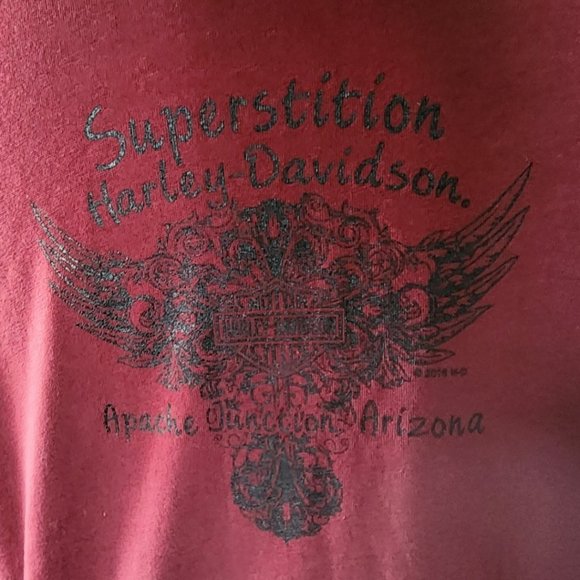 Superstition
Harley-Davidson.
HARLEY-DAVIDSON
Apache Junction, Arizona